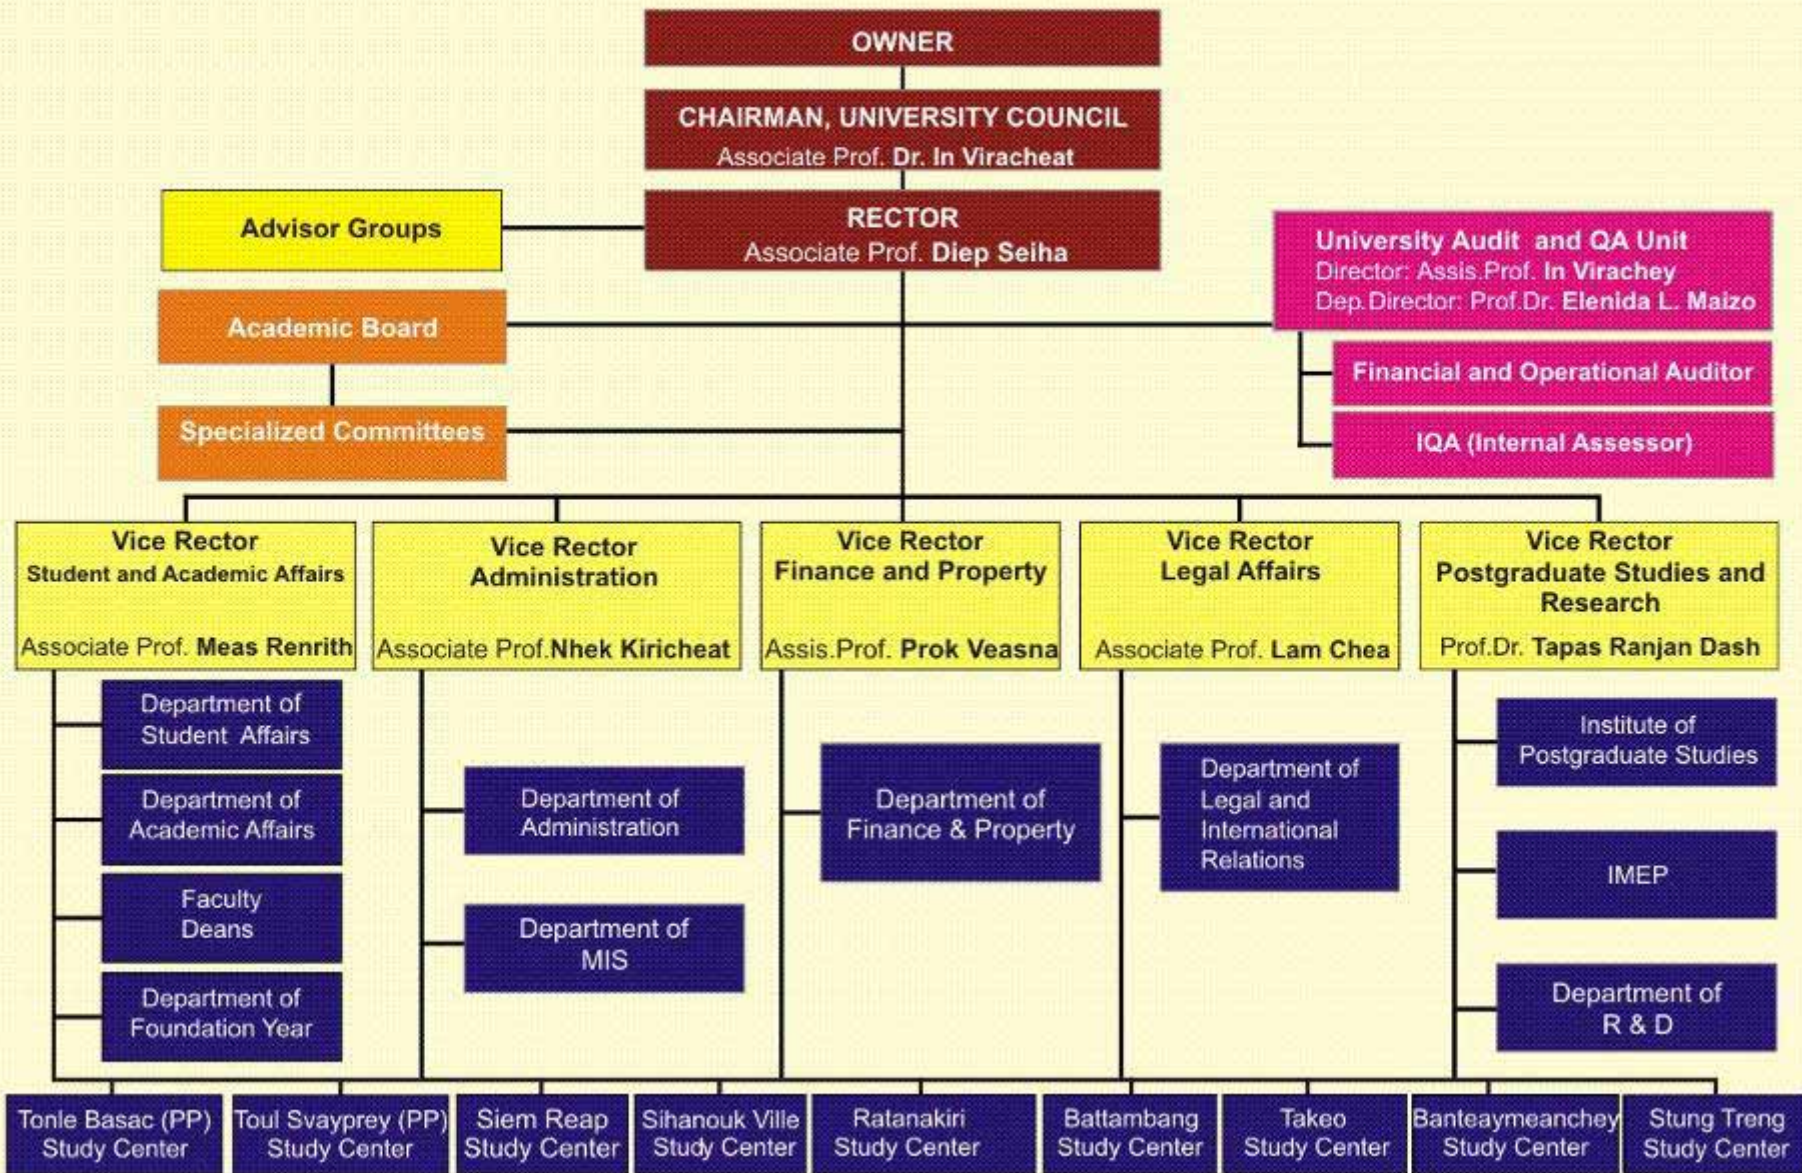 OWNER
CHAIRMAN, UNIVERSITY COUNCIL
Associate Prof. Dr. In Viracheat
Advisor Groups
RECTOR
Associate Prof. Diep Seiha
University Audit and QA Unit
Director: Assis.Prof. In Virachey
Dep.Director: Prof.Dr. Elenida L. Maizo
Academic Board
Financial and Operational Auditor
Specialized Committees
IQA (Internal Assessor)
Vice Rector
Student and Academic Affairs
Associate Prof. Meas Renrith
Vice Rector
Administration
Associate Prof.Nhek Kiricheat
Vice Rector
Finance and Property
Assis.Prof. Prok Veasna
Vice Rector
Legal Affairs
Associate Prof. Lam Chea
Vice Rector
Postgraduate Studies and
Research
Prof.Dr. Tapas Ranjan Dash
Department of
Student Affairs
Department of
Academic Affairs
Faculty
Deans
Department of
Foundation Year
Department of
Administration
Department of
MIS
Department of
Finance & Property
Department of
Legal and
International
Relations
Institute of
Postgraduate Studies
IMEP
Department of
R & D
Tonle Basac (PP)
Study Center
Toul Svayprey (PP)
Study Center
Siem Reap
Study Center
Sihanouk Ville
Study Center
Ratanakiri
Study Center
Battambang
Study Center
Takeo
Study Center
Banteaymeanchey
Study Center
Stung Treng
Study Center